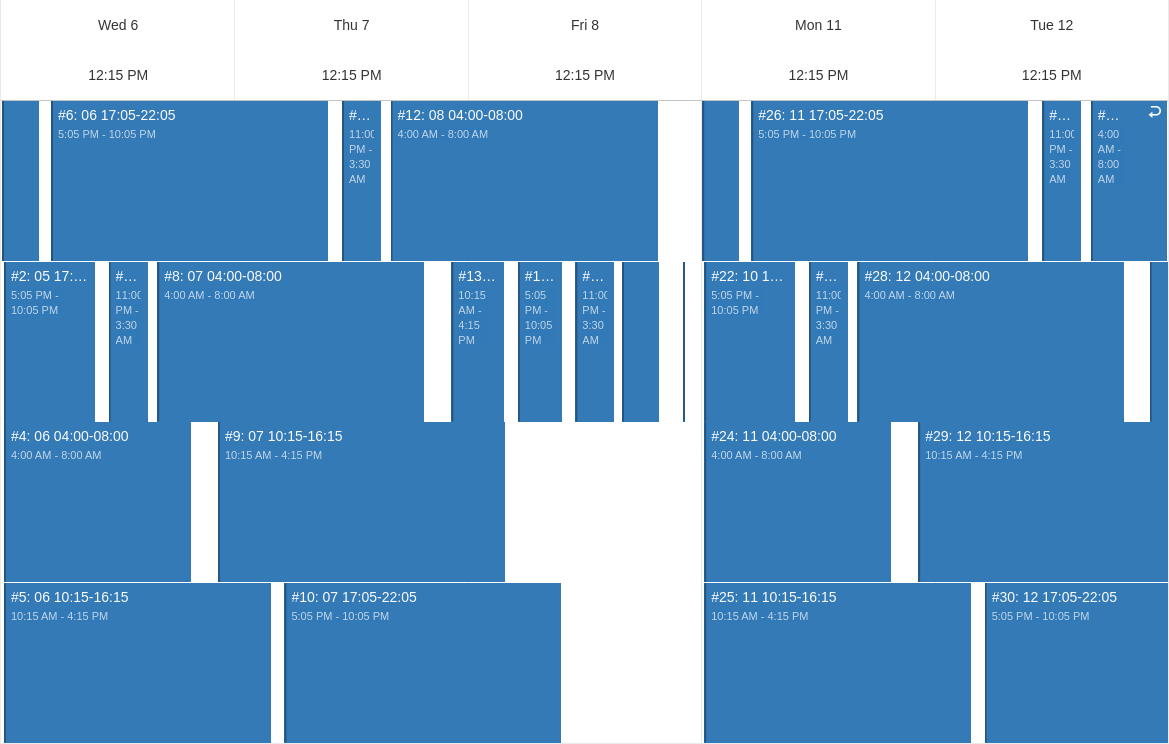 Wed 6
Thu 7
Fri 8
Mon 11
Tue 12
12:15 PM
12:15 PM
12:15 PM
12:15 PM
12:15 PM
#6: 06 17:05-22:05
5:05 PM - 10:05 PM
#...
11:00
PM -
3:30
AM
#12: 08 04:00-08:00
4:00 AM - 8:00 AM
#26: 11 17:05-22:05
5:05 PM - 10:05 PM
#...
11:00
PM -
3:30
AM
#...
4:00
AM -
8:00
AM
#2: 05 17:...
5:05 PM -
10:05 PM
#...
11:00
PM -
3:30
AM
#8: 07 04:00-08:00
4:00 AM - 8:00 AM
#13...
10:15
AM -
4:15
PM
#1...
5:05
PM -
10:05
PM
#...
11:00
PM -
3:30
AM
#22: 10 1...
5:05 PM -
10:05 PM
#...
11:00
PM -
3:30
AM
#28: 12 04:00-08:00
4:00 AM - 8:00 AM
#4: 06 04:00-08:00
4:00 AM - 8:00 AM
#9: 07 10:15-16:15
10:15 AM - 4:15 PM
#24: 11 04:00-08:00
4:00 AM - 8:00 AM
#29: 12 10:15-16:15
10:15 AM - 4:15 PM
#5: 06 10:15-16:15
10:15 AM - 4:15 PM
#10: 07 17:05-22:05
5:05 PM - 10:05 PM
#25: 11 10:15-16:15
10:15 AM - 4:15 PM
#30: 12 17:05-22:05
5:05 PM - 10:05 PM